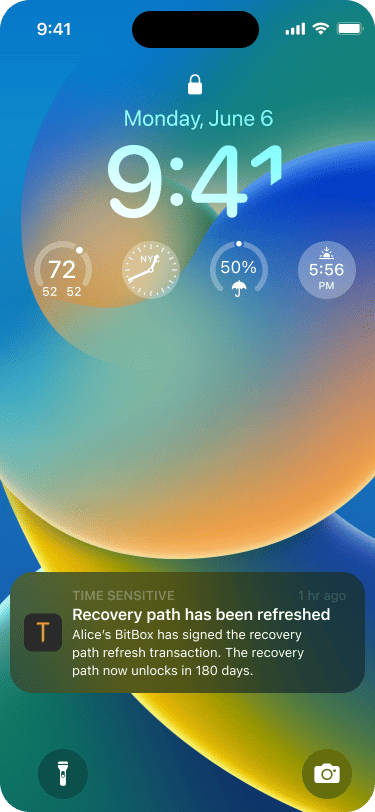 9:41
Monday, June 6
9:41
72
52 52
NYC
50%
5:56
PM
TIME SENSITIVE
1 hr ago
T
Recovery path has been refreshed
Alice's BitBox has signed the recovery
path refresh transaction. The recovery
path now unlocks in 180 days.